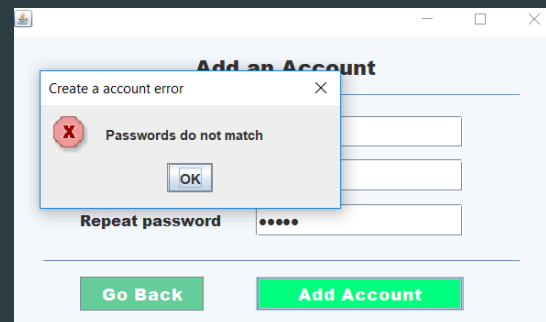 Add an Account
Create a account error
Passwords do not match
OK
Repeat password
Go Back
Add Account